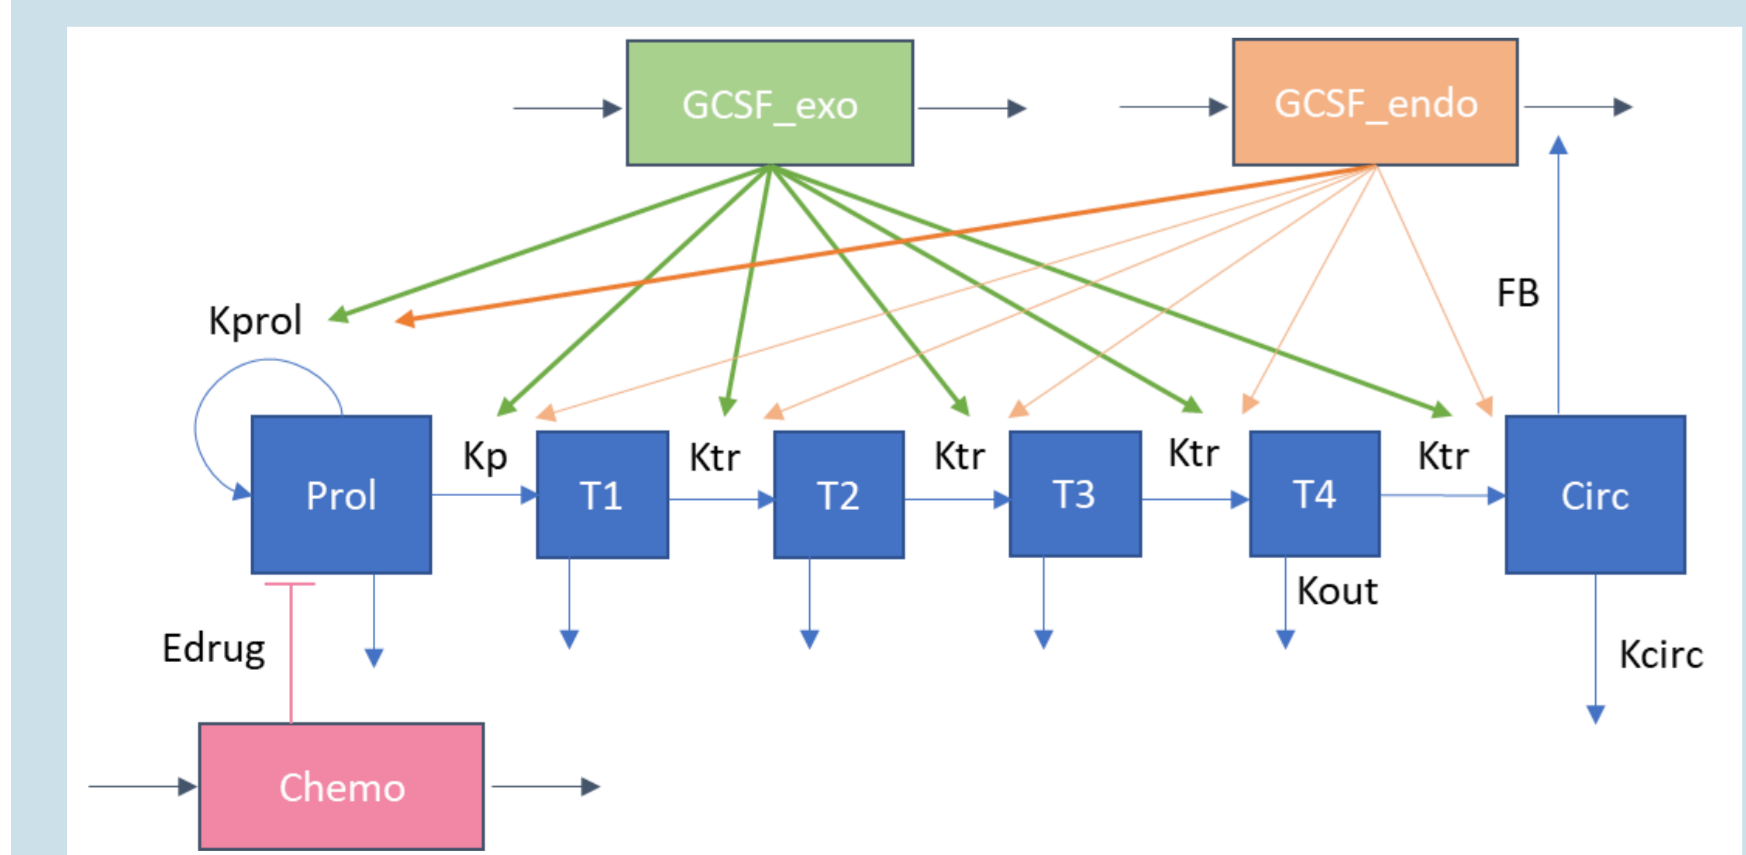 GCSF_exo
GCSF_endo
FB
Kprol
Kp
Ktr
Ktr
Ktr
Ktr
Prol
T1
T2
T3
T4
Circ
Kout
Edrug
Kcirc
Chemo